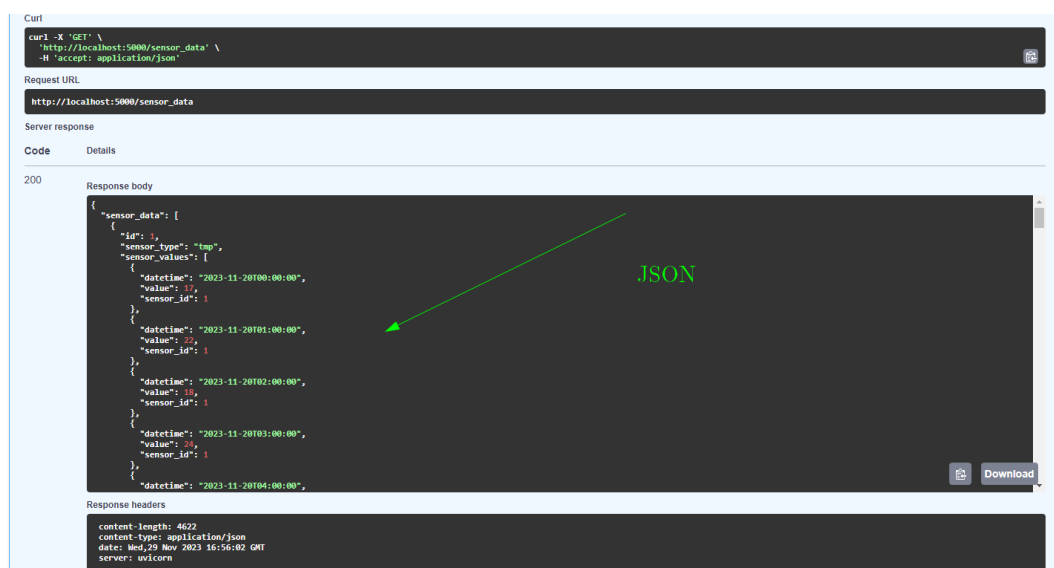 Curl
curl -X 'GET' \
'http://localhost:5000/sensor_data' \
-H 'accept: application/json'
Request URL
http://localhost:5000/sensor_data
Server response
Code Details
200
Response body
{
"sensor_data": [
{
"id": 1,
"sensor_type": "tmp",
"sensor_values": [
{
"datetime": "2023-11-20T00:00:00",
"value": 17,
"sensor_id": 1
},
{
"datetime": "2023-11-20T01:00:00",
"value": 22,
"sensor_id": 1
},
{
"datetime": "2023-11-20T02:00:00",
"value": 18,
"sensor_id": 1
},
{
"datetime": "2023-11-20T03:00:00",
"value": 24,
"sensor_id": 1
},
{
"datetime": "2023-11-20T04:00:00",
JSON
Download
Response headers
content-length: 4622
content-type: application/json
date: Wed,29 Nov 2023 16:56:02 GMT
server: uvicorn